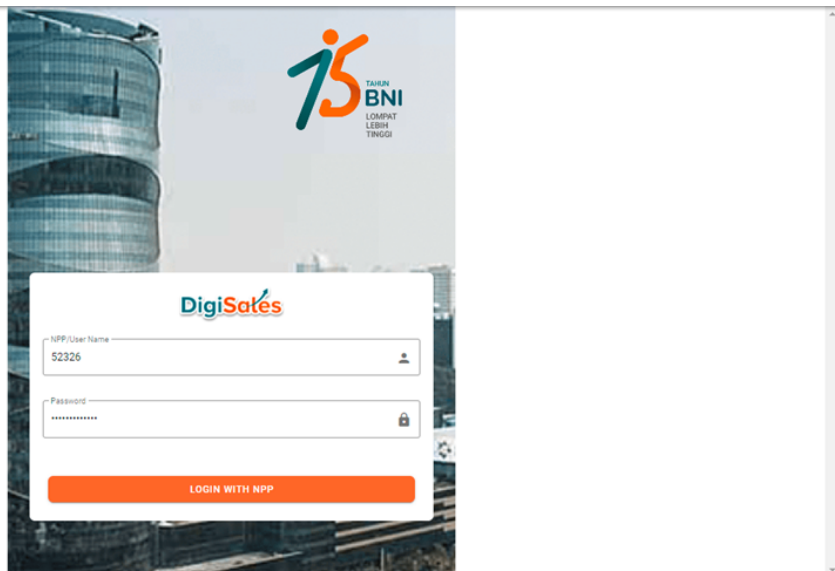 75
TAHUN
BNI
LOMPAT
LEBIH
TINGGI
DigiSales
NPP/User Name
52326
Password
•••••••••••••
LOGIN WITH NPP